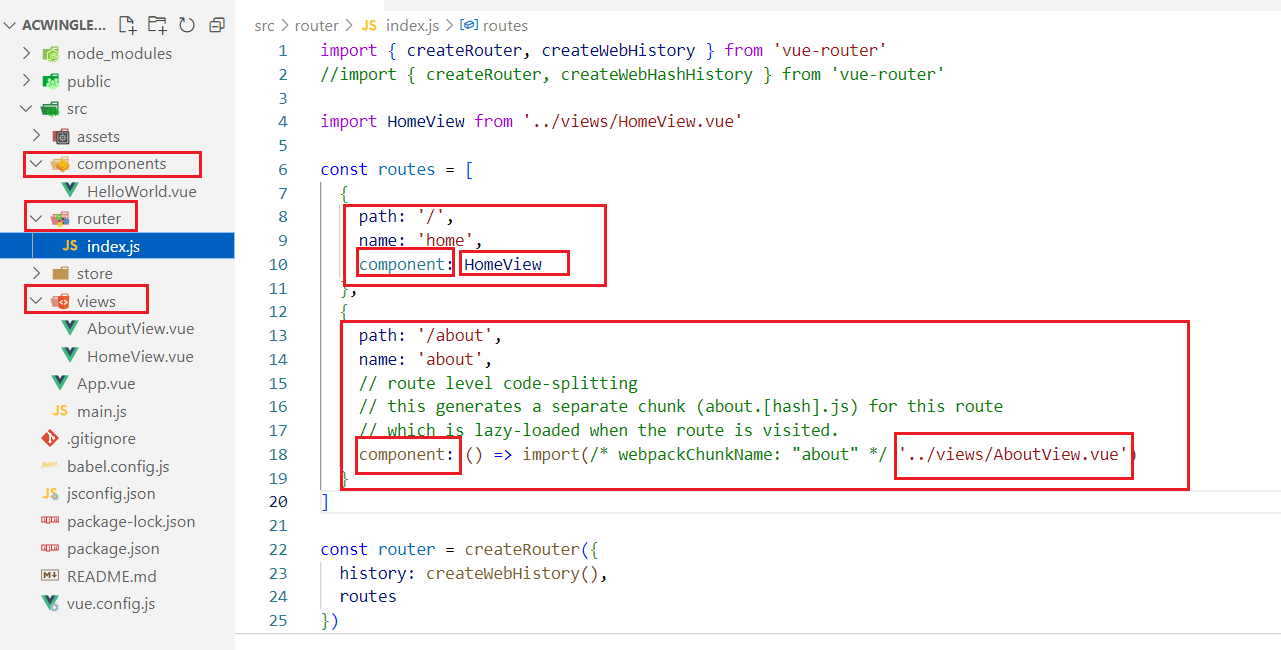 ACWINGLE...
node_modules
public
src
assets
components
HelloWorld.vue
router
JS index.js
store
views
AboutView.vue
HomeView.vue
App.vue
JS main.js
.gitignore
babel.config.js
JS jsconfig.json
package-lock.json
package.json
README.md
vue.config.js
src > router > JS index.js > routes
1 import { createRouter, createWebHistory } from 'vue-router'
2 //import { createRouter, createWebHashHistory } from 'vue-router'
3
4 import HomeView from '../views/HomeView.vue'
5
6 const routes = [
7 {
8 path: '/',
9 name: 'home',
10 component: HomeView
11 },
12 {
13 path: '/about',
14 name: 'about',
15 // route level code-splitting
16 // this generates a separate chunk (about.[hash].js) for this route
17 // which is lazy-loaded when the route is visited.
18 component: () => import(/* webpackChunkName: "about" */ '../views/AboutView.vue')
19 }
20 ]
21
22 const router = createRouter({
23 history: createWebHistory(),
24 routes
25 })